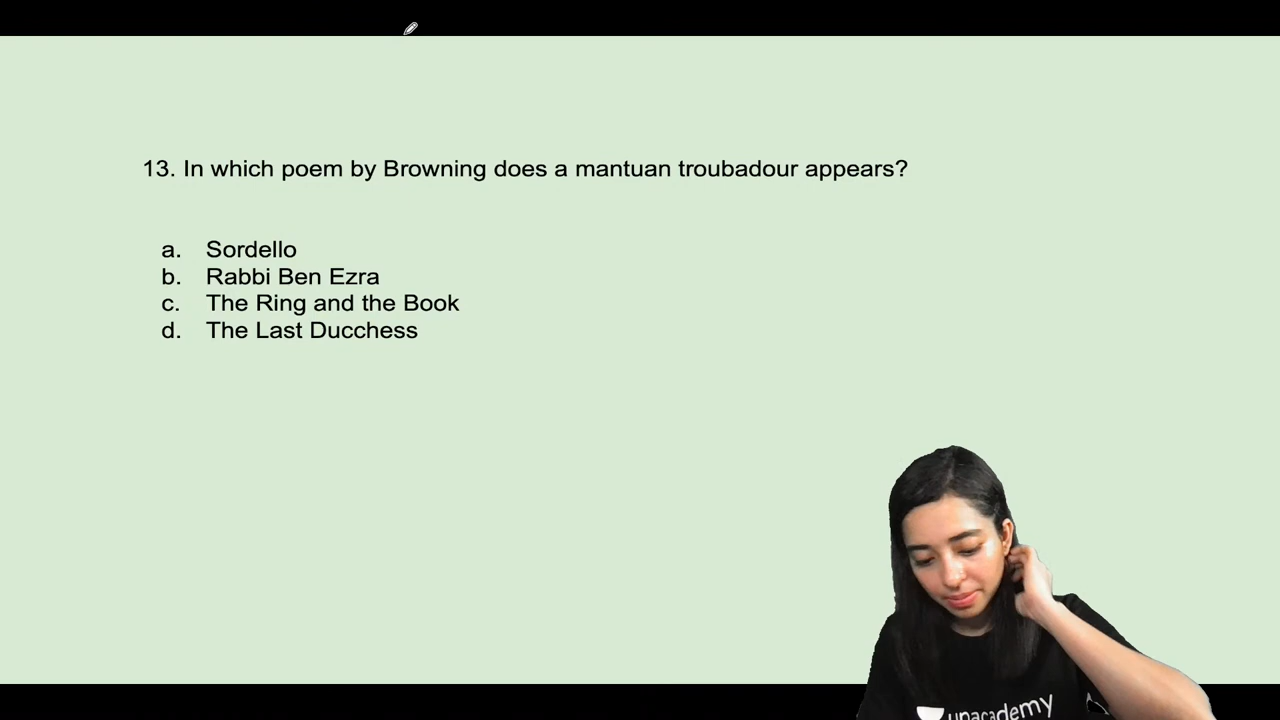 13. In which poem by Browning does a mantuan troubadour appears?
a. Sordello
b. Rabbi Ben Ezra
c. The Ring and the Book
d. The Last Ducchess
unacademy